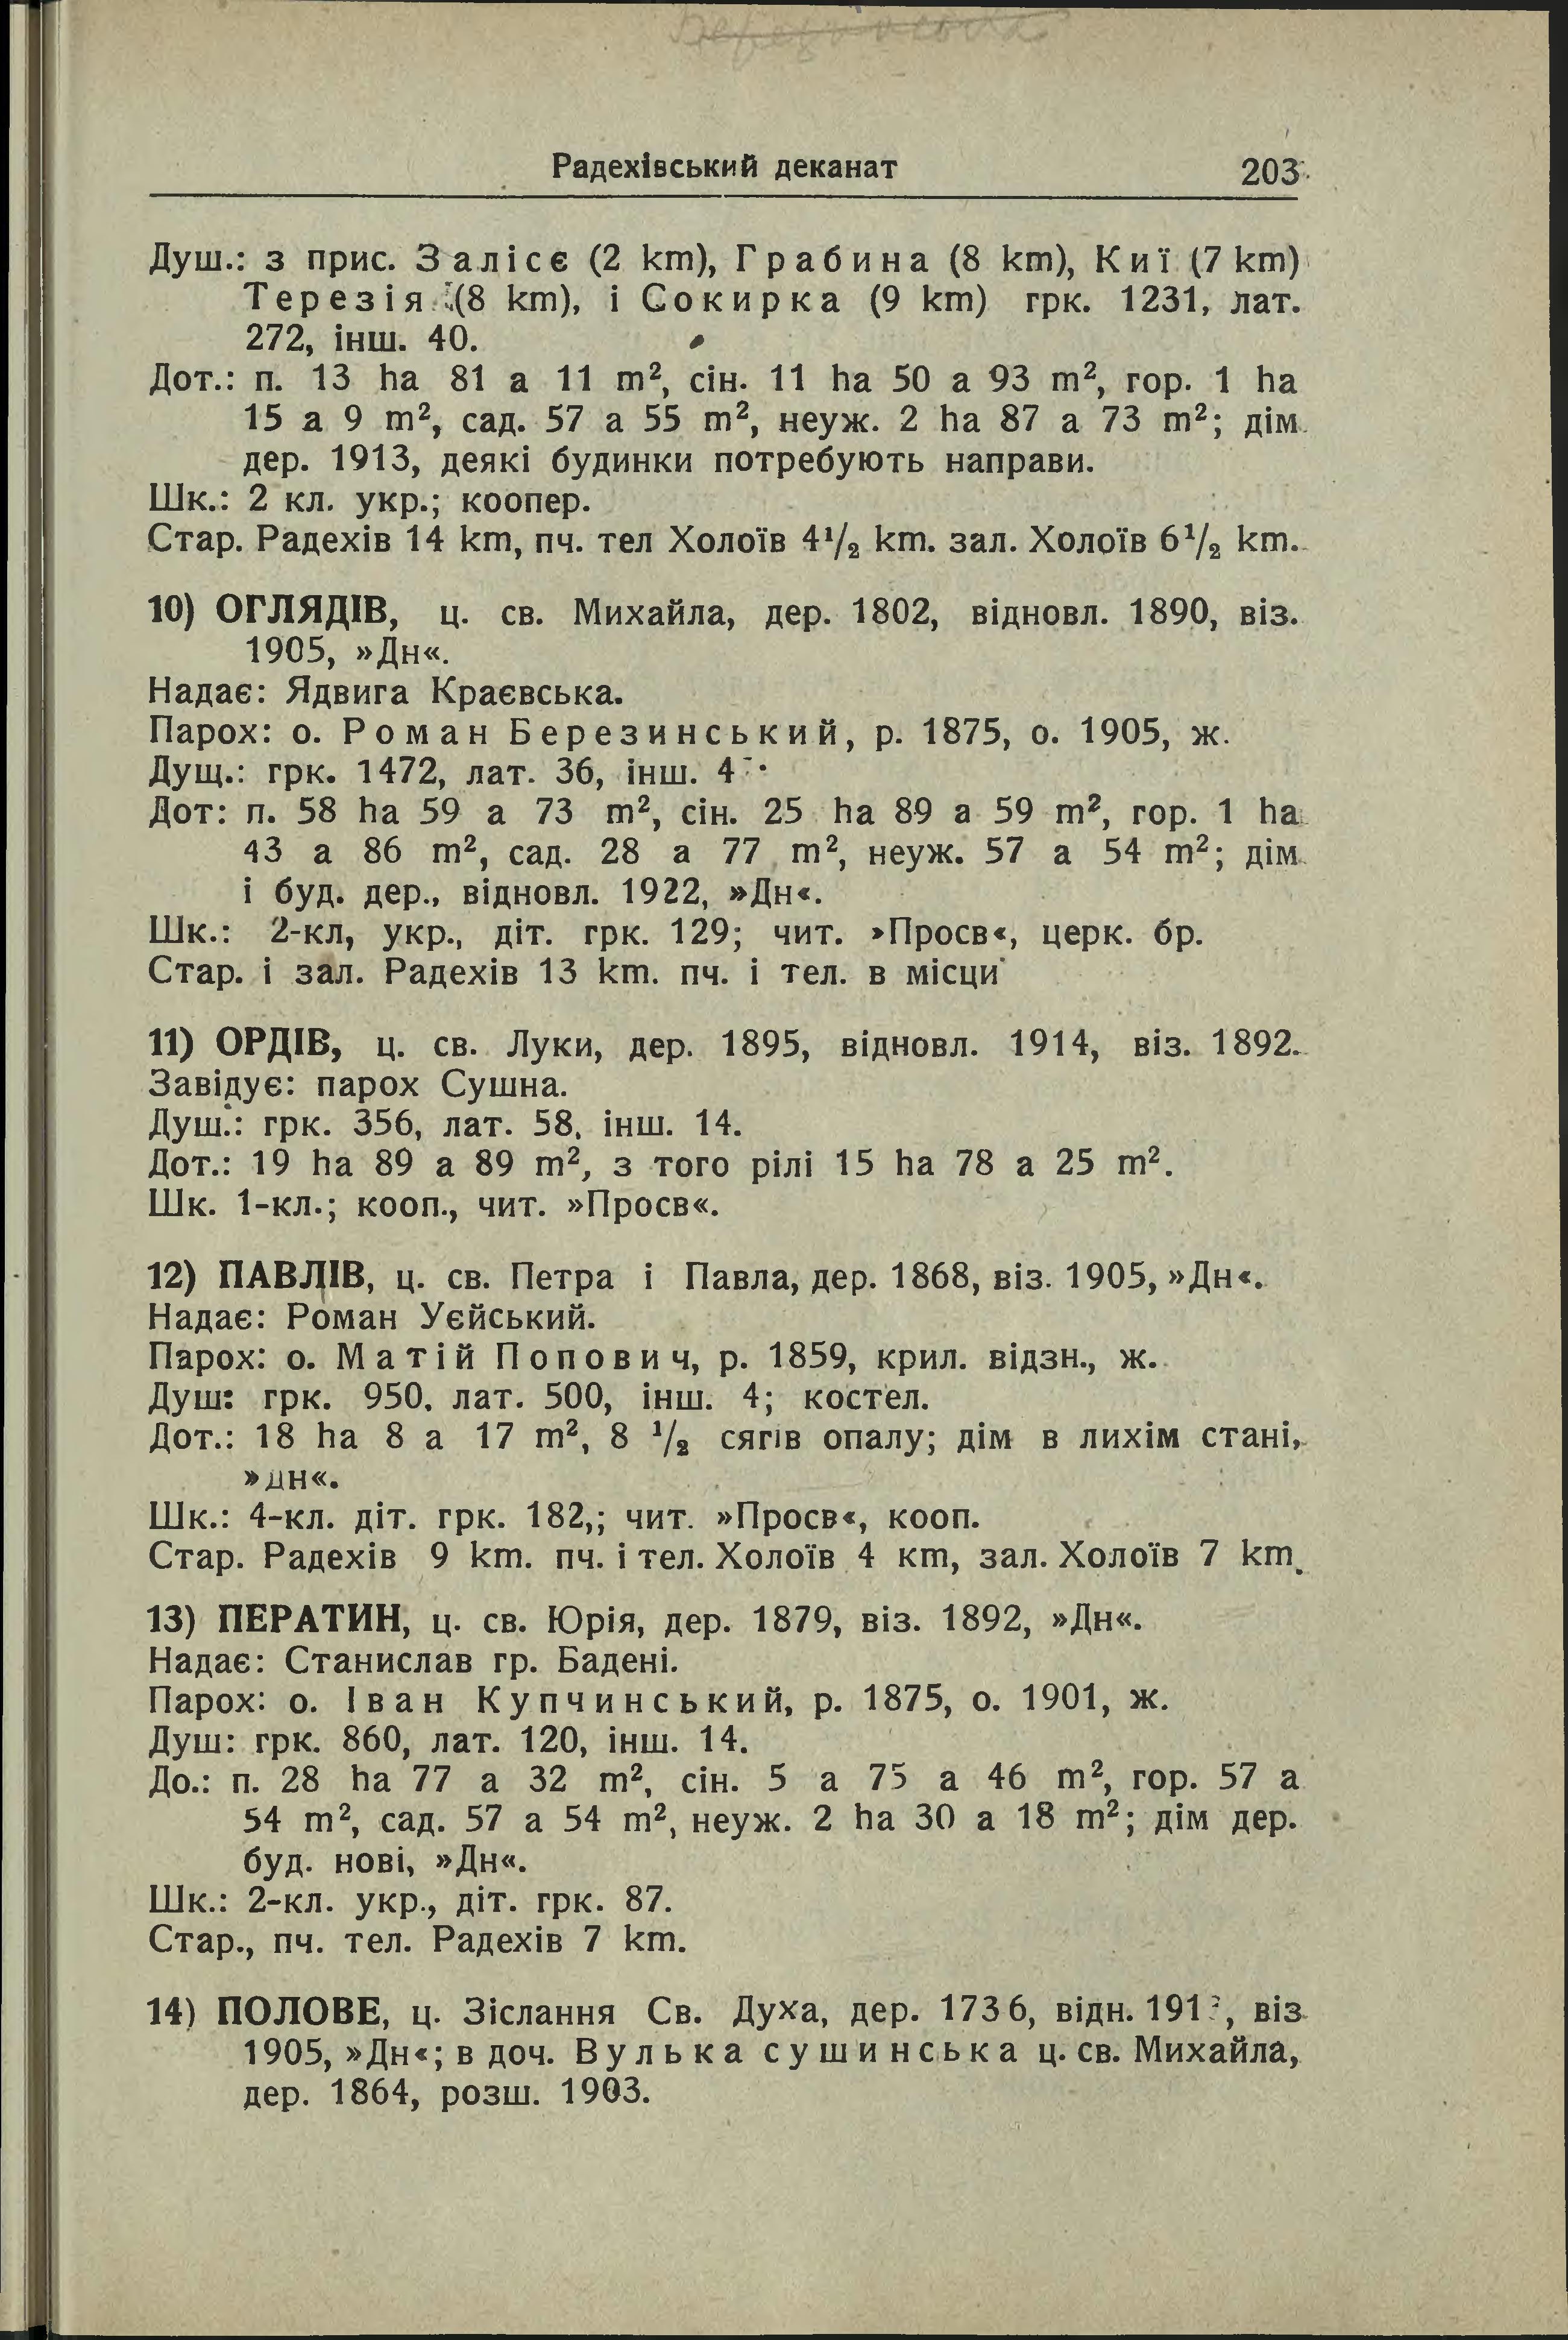 Радехівський деканат 203
Душ.: з прис. Залісє (2 km), Грабина (8 km), Киї (7 km)
Терезія (8 km), і Сокирка (9 km) грк. 1231, лат.
272, інш. 40.
Дот.: п. 13 ha 81 a 11 m², сін. 11 ha 50 a 93 m², гор. 1 ha
15 a 9 m², сад. 57 a 55 m², неуж. 2 ha 87 a 73 m²; дім
дер. 1913, деякі будинки потребують направи.
Шк.: 2 кл. укр.; коопер.
Стар. Радехів 14 km, пч. тел Холоїв 4¹/₂ km. зал. Холоїв 6¹/₂ km.
10) ОГЛЯДІВ, ц. св. Михайла, дер. 1802, відновл. 1890, віз.
1905, »Дн«.
Надає: Ядвига Краєвська.
Парох: о. Роман Березинський, р. 1875, о. 1905, ж.
Дущ.: грк. 1472, лат. 36, інш. 4
Дот: п. 58 ha 59 a 73 m², сін. 25 ha 89 a 59 m², гор. 1 ha
43 a 86 m², сад. 28 a 77 m², неуж. 57 a 54 m²; дім
і буд. дер., відновл. 1922, »Дн«.
Шк.: 2-кл, укр., діт. грк. 129; чит. »Просв«, церк. бр.
Стар. і зал. Радехів 13 km. пч. і тел. в місци
11) ОРДІВ, ц. св. Луки, дер. 1895, відновл. 1914, віз. 1892.
Завідує: парох Сушна.
Душ.: грк. 356, лат. 58, інш. 14.
Дот.: 19 ha 89 a 89 m², з того рілі 15 ha 78 a 25 m².
Шк. 1-кл.; кооп., чит. »Просв«.
12) ПАВЛІВ, ц. св. Петра і Павла, дер. 1868, віз. 1905, »Дн«.
Надає: Роман Уєйський.
Парох: о. Матій Попович, р. 1859, крил. відзн., ж.
Душ: грк. 950. лат. 500, інш. 4; костел.
Дот.: 18 ha 8 a 17 m², 8 ¹/₂ сягів опалу; дім в лихім стані,
»дн«.
Шк.: 4-кл. діт. грк. 182,; чит. »Просв«, кооп.
Стар. Радехів 9 km. пч. і тел. Холоїв 4 кm, зал. Холоїв 7 km.
13) ПЕРАТИН, ц. св. Юрія, дер. 1879, віз. 1892, »Дн«.
Надає: Станислав гр. Бадені.
Парох: о. Іван Купчинський, р. 1875, о. 1901, ж.
Душ: грк. 860, лат. 120, інш. 14.
До.: п. 28 ha 77 a 32 m², сін. 5 a 75 a 46 m², гор. 57 a
54 m², сад. 57 a 54 m², неуж. 2 ha 30 a 18 m²; дім дер.
буд. нові, »Дн«.
Шк.: 2-кл. укр., діт. грк. 87.
Стар., пч. тел. Радехів 7 km.
14) ПОЛОВЕ, ц. Зіслання Св. Духа, дер. 1736, відн. віз
1905, »Дн«; в доч. Вулька сушинська ц. св. Михайла,
дер. 1864, розш. 1903.